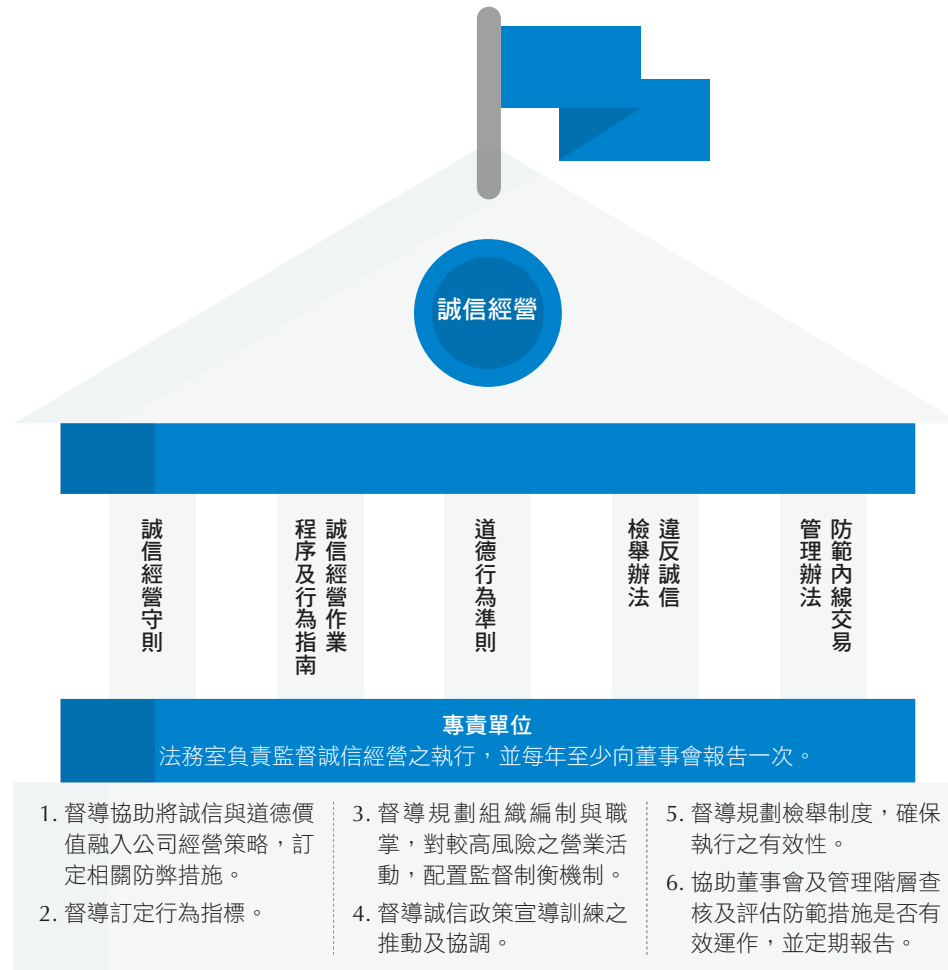 誠信經營
誠信經營守則
誠信經營作業
程序及行為指南
道德行為準則
違反誠信
檢舉辦法
防範內線交易
管理辦法
專責單位
法務室負責監督誠信經營之執行，並每年至少向董事會報告一次。
1. 督導協助將誠信與道德價
值融入公司經營策略，訂
定相關防弊措施。
2. 督導訂定行為指標。
3. 督導規劃組織編制與職
掌，對較高風險之營業活
動，配置監督制衡機制。
4. 督導誠信政策宣導訓練之
推動及協調。
5. 督導規劃檢舉制度，確保
執行之有效性。
6. 協助董事會及管理階層查
核及評估防範措施是否有
效運作，並定期報告。